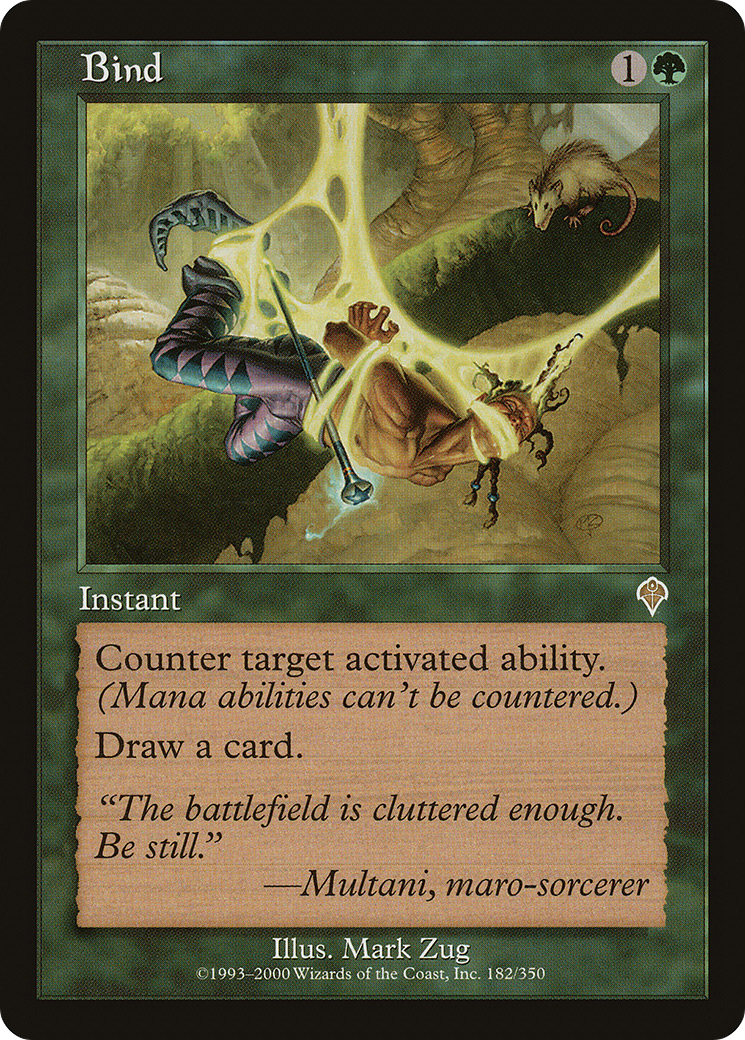 Bind 1
Instant
Counter target activated ability.
(Mana abilities can't be countered.)
Draw a card.
“The battlefield is cluttered enough.
Be still.”
—Multani, maro-sorcerer
Illus. Mark Zug
©1993–2000 Wizards of the Coast, Inc. 182/350